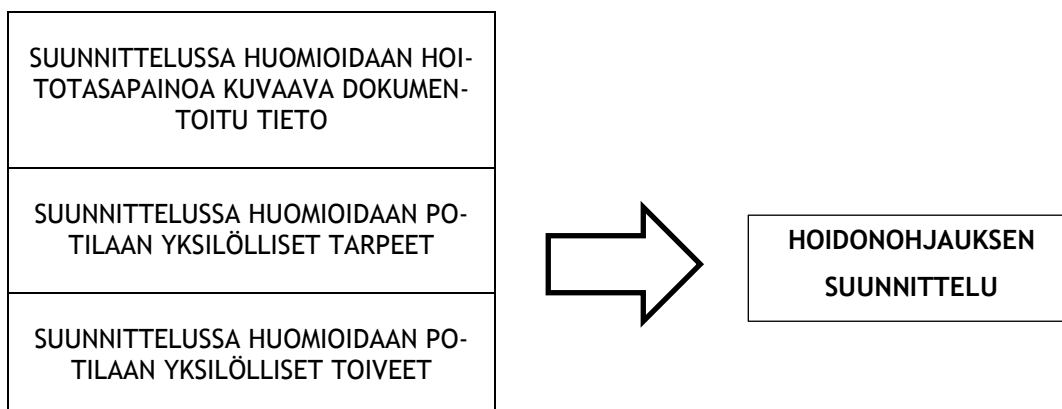 SUUNNITTELUSSA HUOMIOIDAAN HOI-
TOTASAPAINOA KUVAAVA DOKUMEN-
TOITU TIETO
SUUNNITTELUSSA HUOMIOIDAAN PO-
TILAAN YKSILÖLLISET TARPEET
SUUNNITTELUSSA HUOMIOIDAAN PO-
TILAAN YKSILÖLLISET TOIVEET
HOIDONOHJAUKSEN
SUUNNITTELU